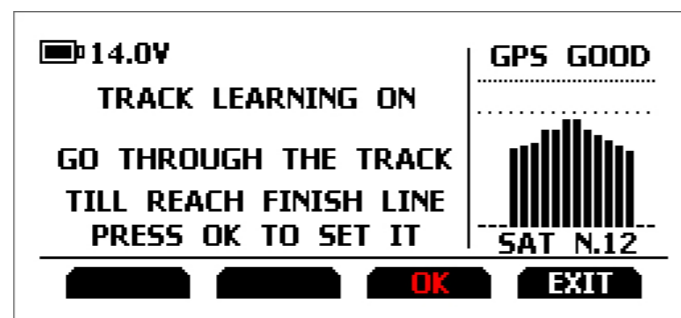 14.0V
GPS GOOD
TRACK LEARNING ON
GO THROUGH THE TRACK
TILL REACH FINISH LINE
PRESS OK TO SET IT
SAT N.12
OK
EXIT